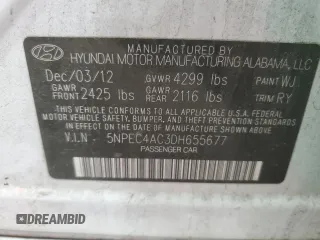 MANUFACTURED BY
HYUNDAI MOTOR MANUFACTURING ALABAMA, LLC
Dec/03/12 GVWR 4299 lbs PAINT WJ
GAWR FRONT 2425 lbs GAWR REAR 2116 lbs TRIM RY
THIS VEHICLE CONFORMS TO ALL APPLICABLE
U.S. FEDERAL MOTOR VEHICLE SAFETY,
BUMPER, AND THEFT PREVENTION STANDARDS IN
EFFECT ON THE DATE OF MANUFACTURE SHOWN
ABOVE.
V.I.N - 5NPEC4AC3DH655677
PASSENGER CAR